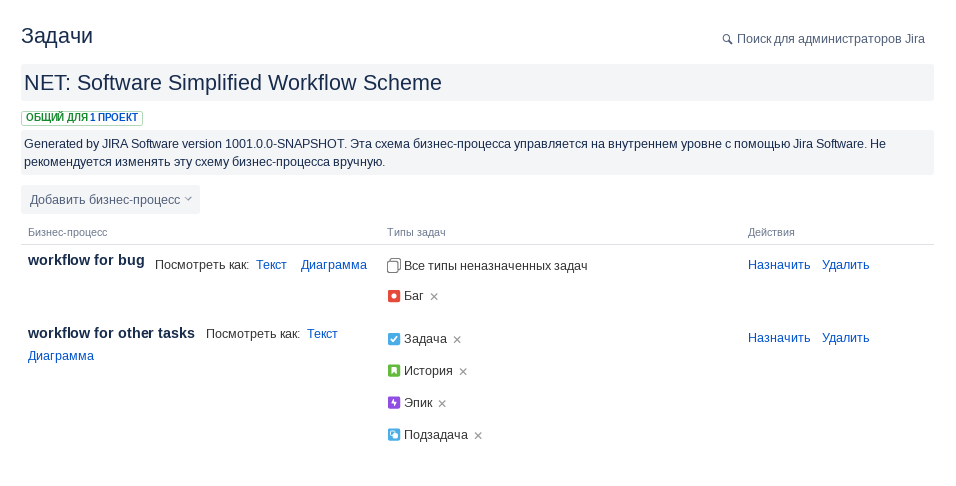 Задачи
Поиск для администраторов Jira
NET: Software Simplified Workflow Scheme
ОБЩИЙ ДЛЯ 1 ПРОЕКТ
Generated by JIRA Software version 1001.0.0-SNAPSHOT. Эта схема бизнес-процесса управляется на внутреннем уровне с помощью Jira Software. Не
рекомендуется изменять эту схему бизнес-процесса вручную.
Добавить бизнес-процесс
Бизнес-процесс Типы задач Действия
workflow for bug Посмотреть как: Текст Диаграмма Все типы неназначенных задач Назначить Удалить
Баг
workflow for other tasks Посмотреть как: Текст Задача Назначить Удалить
Диаграмма
История
Эпик
Подзадача